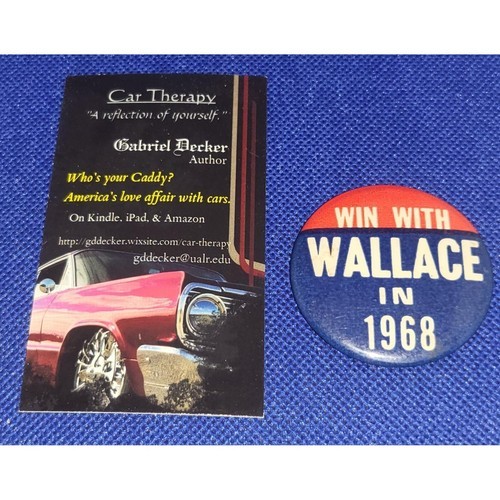 Car Therapy
"A reflection of yourself."
Gabriel Decker
Author
Who's your Caddy?
America's love affair with cars.
On Kindle, iPad, & Amazon
http://gddecker.wixsite.com/car-therapy
gddecker@ualr.edu
WIN WITH
WALLACE
IN
1968